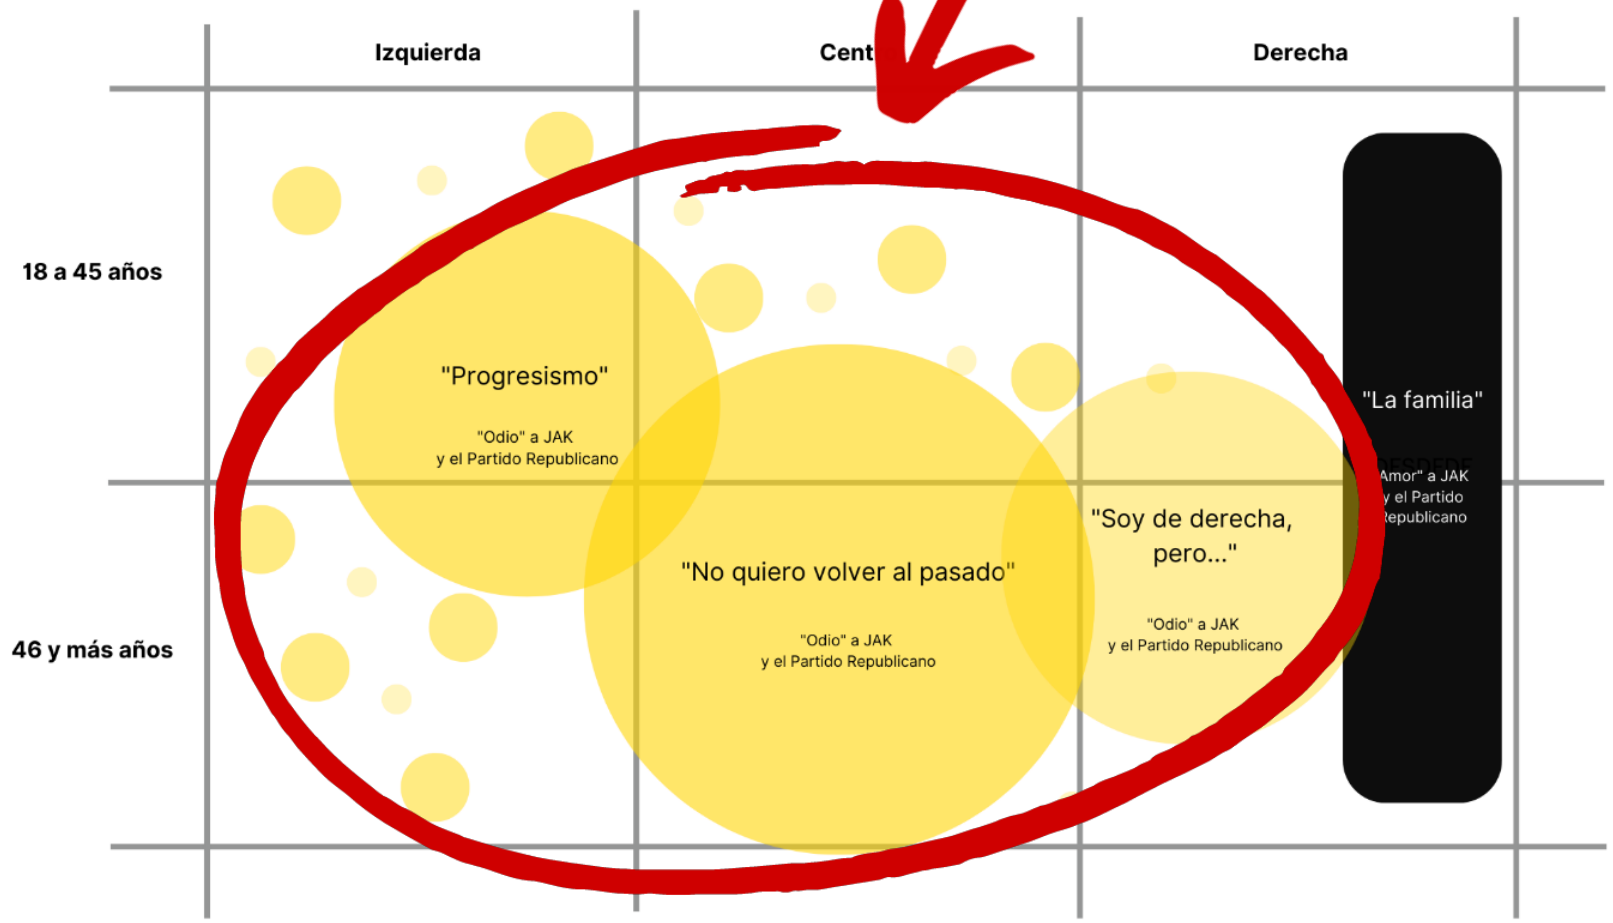 Izquierda
Cent
Derecha
18 a 45 años
"Progresismo"
"Odio" a JAK
y el Partido Republicano
"La familia"
Amor" a JAK
y el Partido
Republicano
"Soy de derecha,
pero..."
"Odio" a JAK
y el Partido Republicano
"No quiero volver al pasado"
"Odio" a JAK
y el Partido Republicano
46 y más años